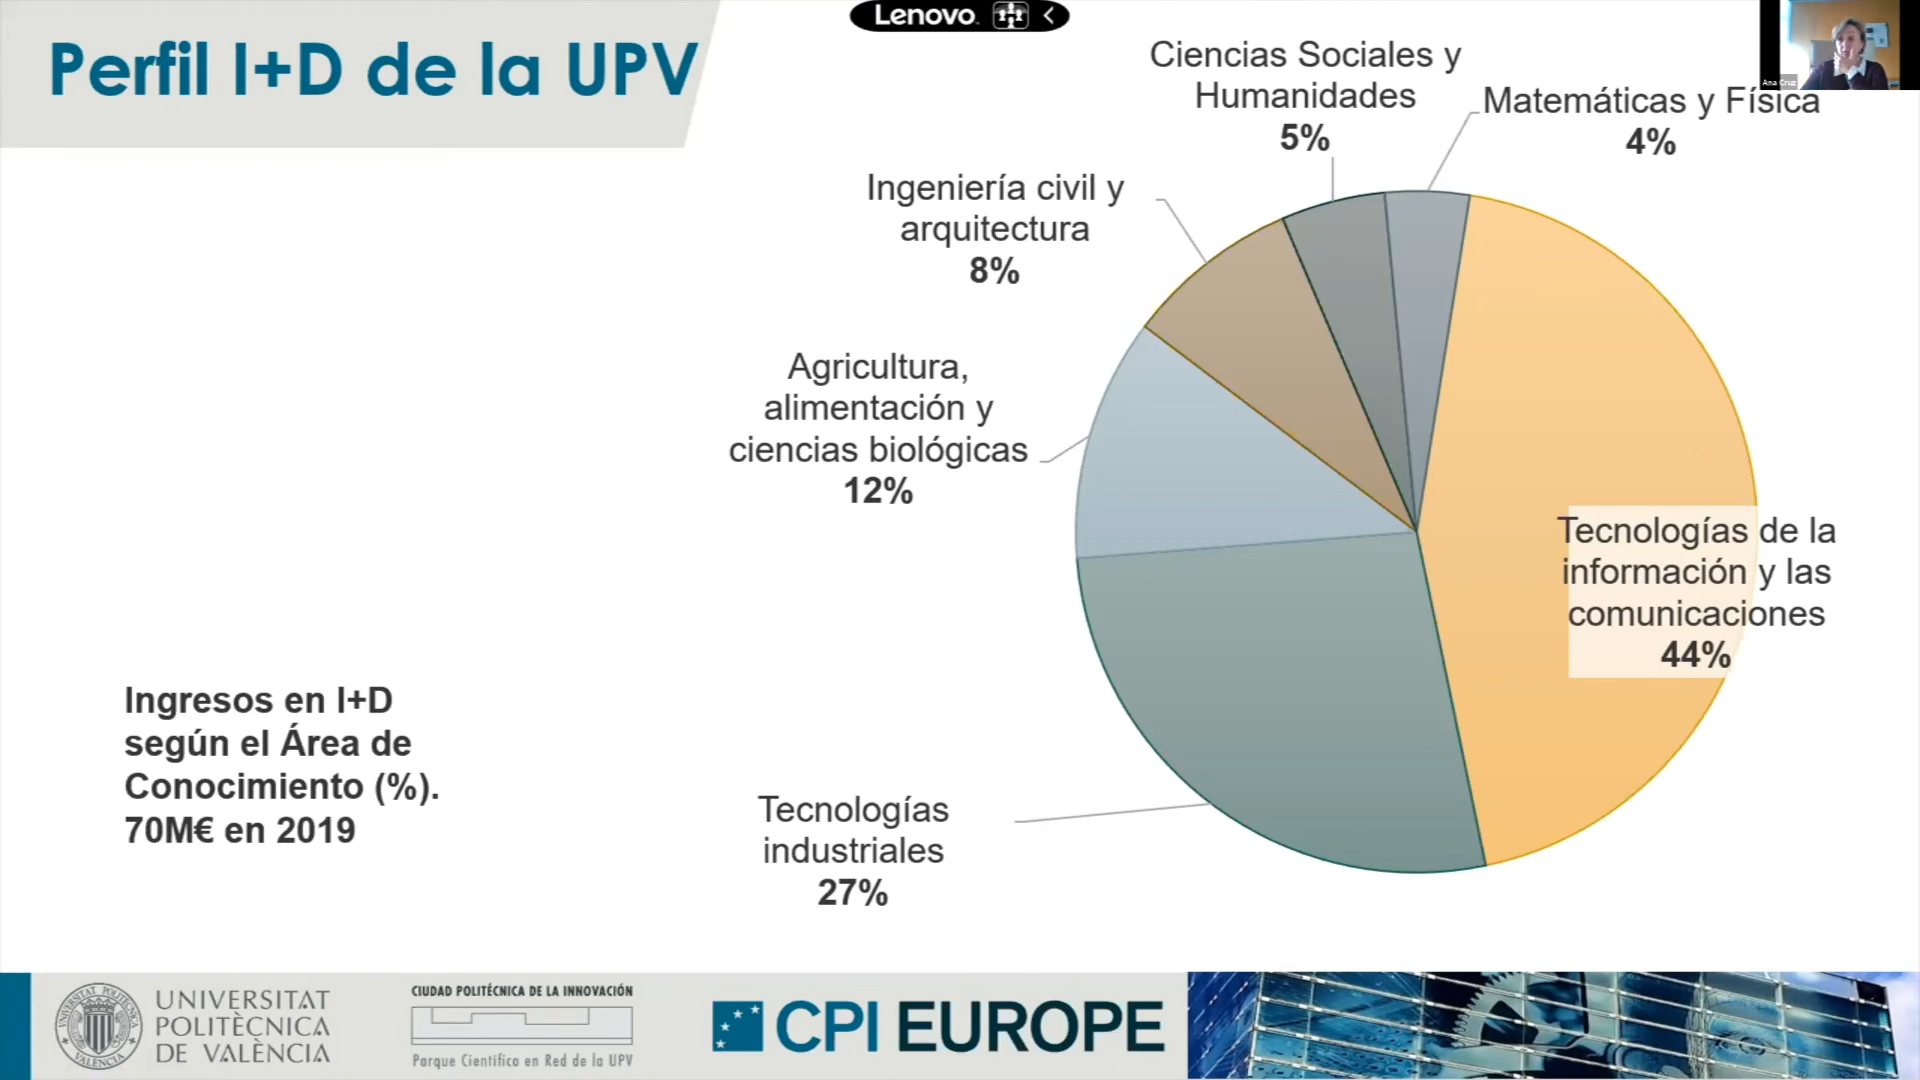 Lenovo
Perfil I+D de la UPV
Ana Cruz
Ciencias Sociales y
Humanidades
5%
Matemáticas y Física
4%
Ingeniería civil y
arquitectura
8%
Agricultura,
alimentación y
ciencias biológicas
12%
Tecnologías de la
información y las
comunicaciones
44%
Ingresos en I+D
según el Área de
Conocimiento (%).
70M€ en 2019
Tecnologías
industriales
27%
UNIVERSITAT
POLITÈCNICA
DE VALÈNCIA
CIUDAD POLITÉCNICA DE LA INNOVACIÓN
Parque Científico en Red de la UPV
CPI EUROPE